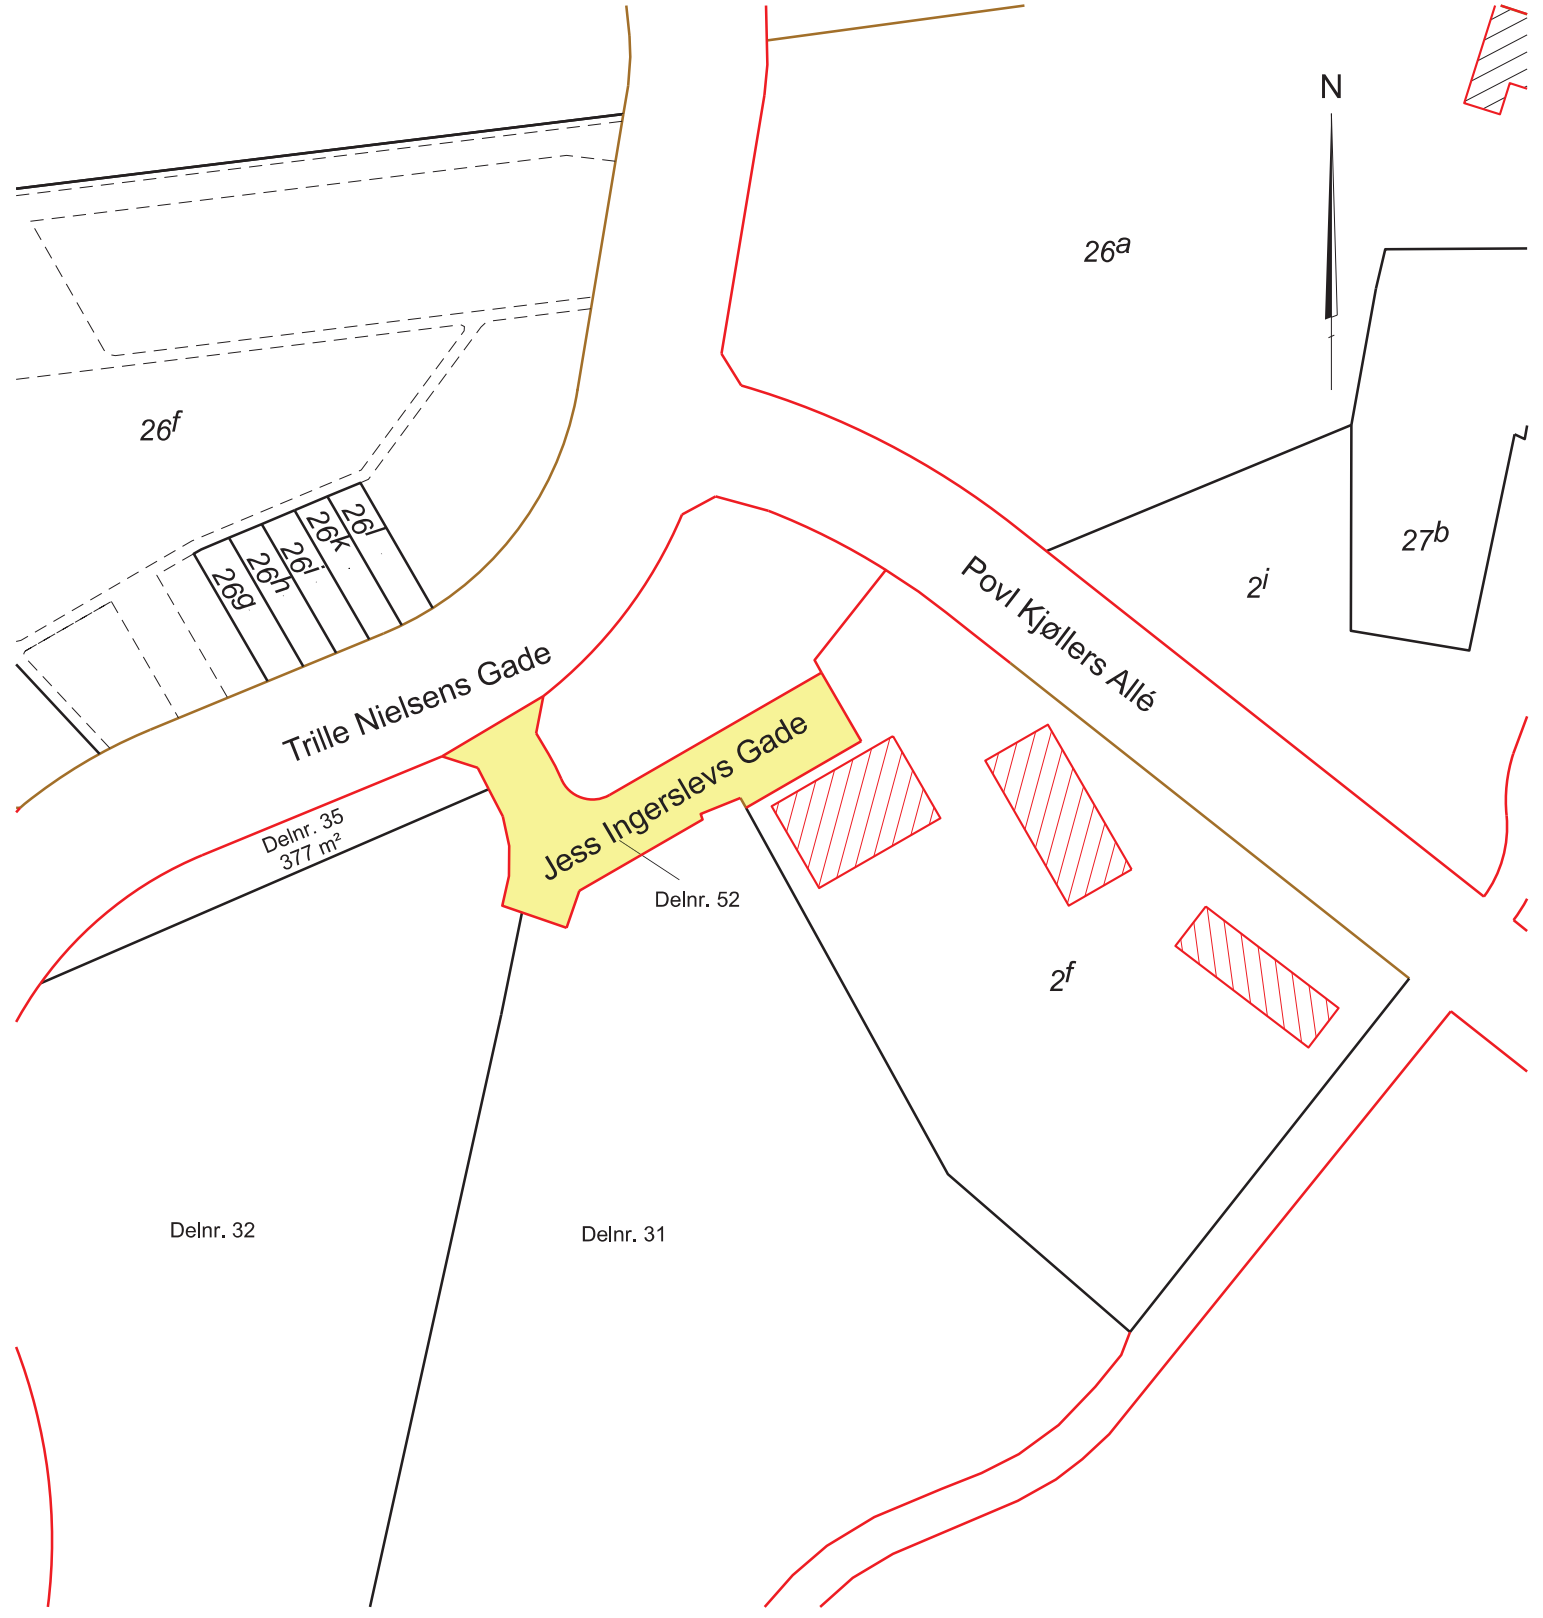 N
26a
26f
27b
26l
26k
26i
26h
26g
2i
Povl Kjøllers Allé
Trille Nielsens Gade
Jess Ingerslevs Gade
Delnr. 35
377 m²
Delnr. 52
2f
Delnr. 32
Delnr. 31